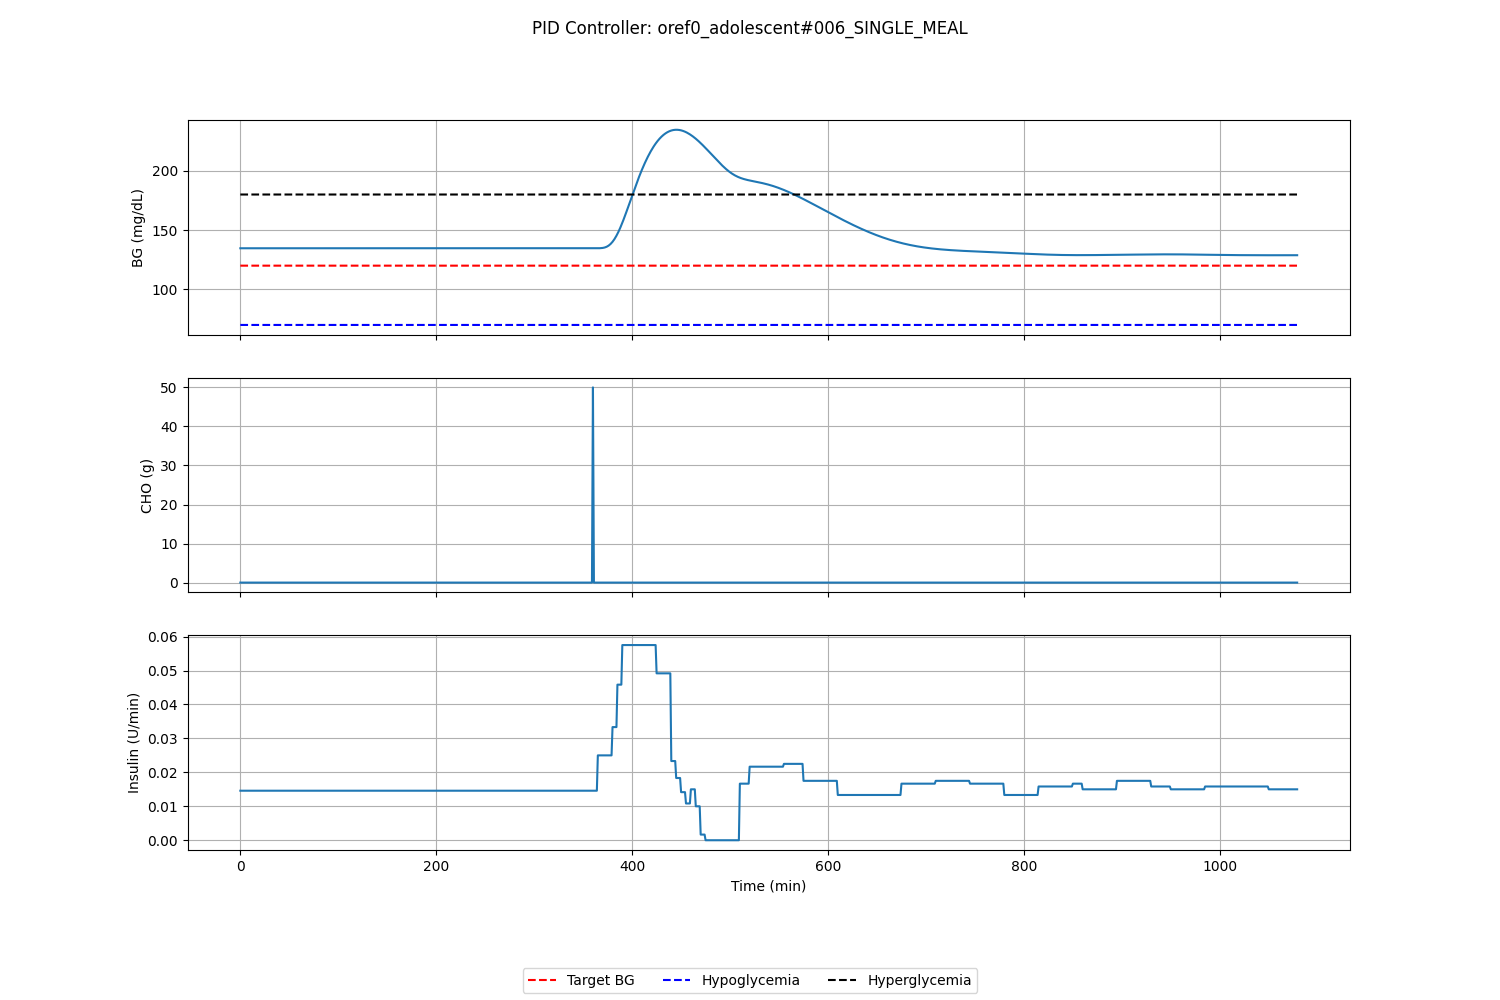 PID Controller: oref0_adolescent#006_SINGLE_MEAL
200
150
100
BG (mg/dL)
50
40
30
20
10
0
CHO (g)
0.06
0.05
0.04
0.03
0.02
0.01
0.00
Insulin (U/min)
0 200 400 600 800 1000
Time (min)
Target BG Hypoglycemia Hyperglycemia